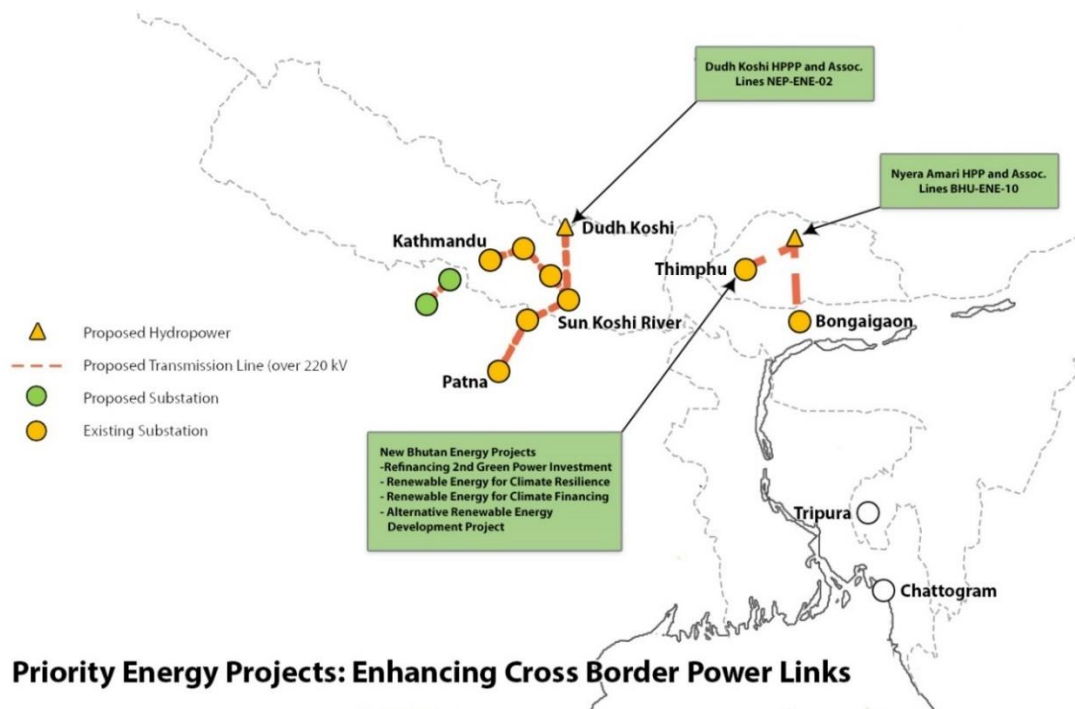 Dudh Koshi HPPP and Assoc.
Lines NEP-ENE-02
Nyera Amari HPP and Assoc.
Lines BHU-ENE-10
Dudh Koshi
Kathmandu
Thimphu
Sun Koshi River
Bongaigaon
Patna
Proposed Hydropower
Proposed Transmission Line (over 220 kV
Proposed Substation
Existing Substation
New Bhutan Energy Projects
-Refinancing 2nd Green Power Investment
- Renewable Energy for Climate Resilience
- Renewable Energy for Climate Financing
- Alternative Renewable Energy
Development Project
Tripura
Chattogram
Priority Energy Projects: Enhancing Cross Border Power Links